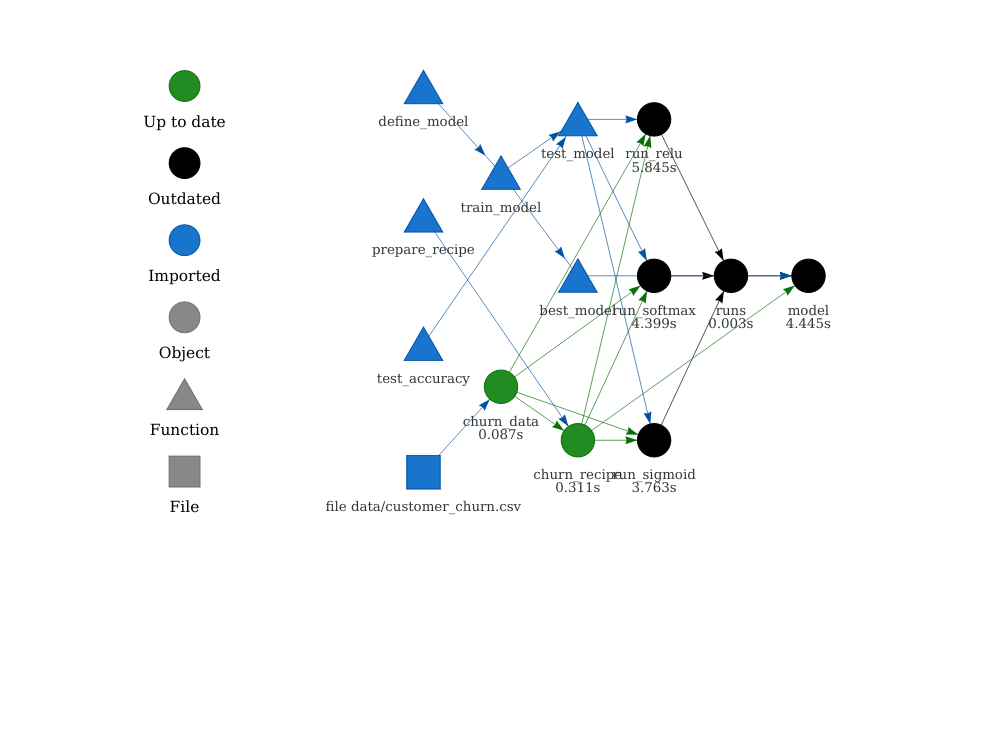 Up to date
Outdated
Imported
Object
Function
File
define_model
test_model
run_relu
5.845s
train_model
prepare_recipe
best_model
run_softmax
4.399s
runs
0.003s
model
4.445s
test_accuracy
churn_data
0.087s
churn_recipe
0.311s
run_sigmoid
3.763s
file data/customer_churn.csv